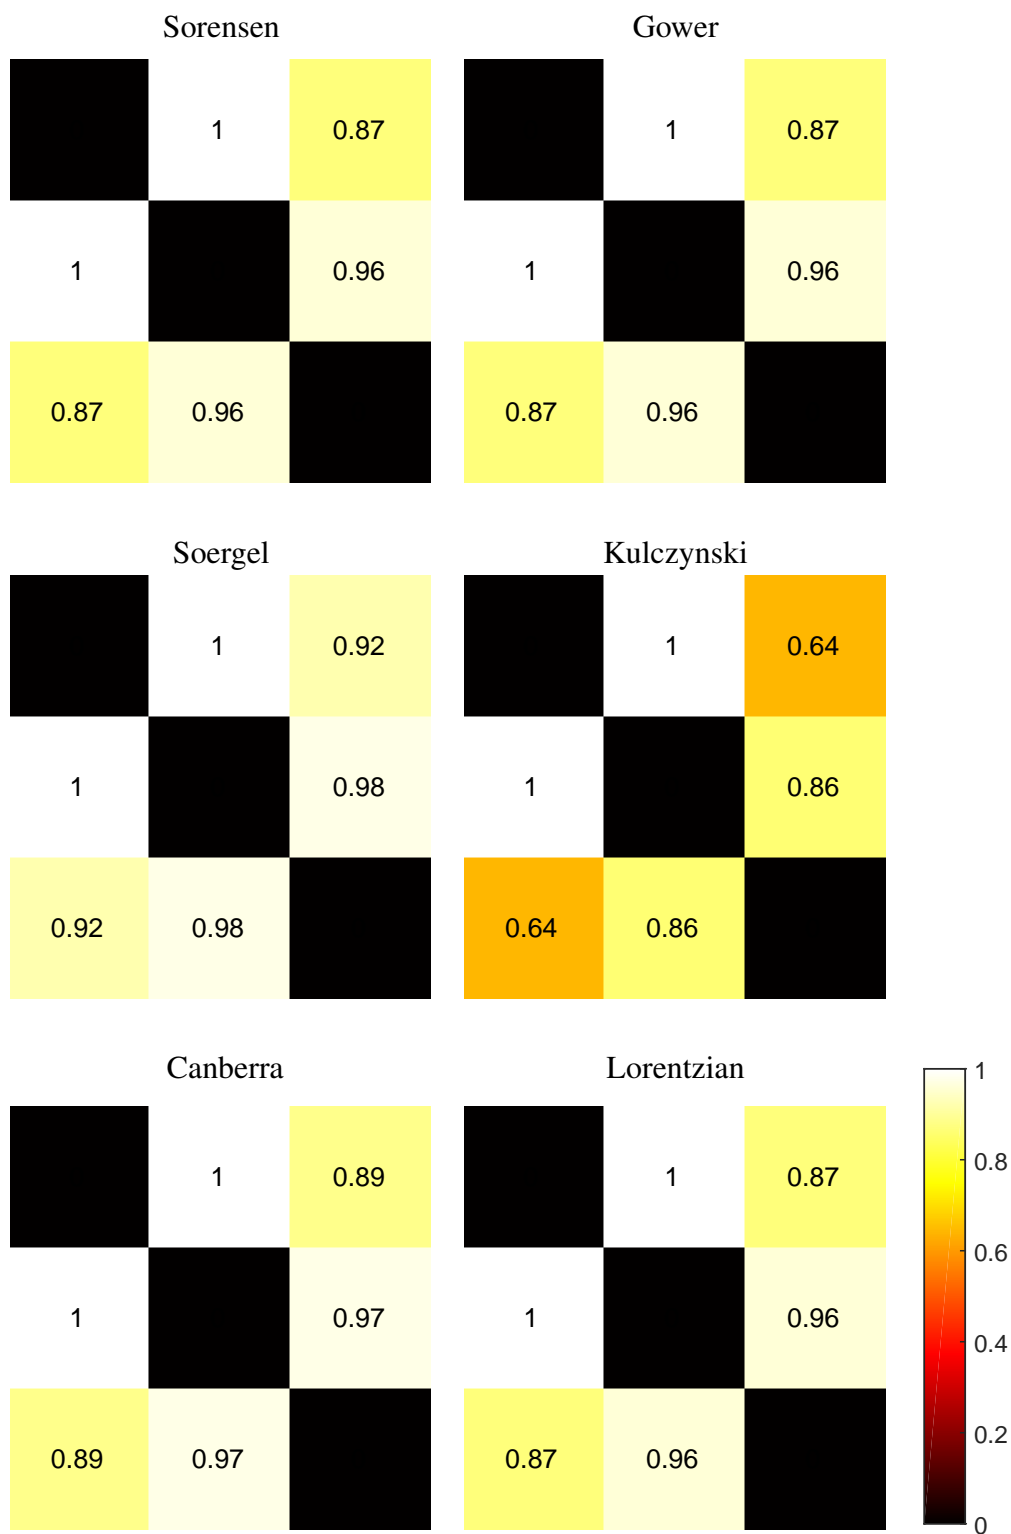 Sorensen Gower
1 0.87 1 0.87
1 0.96 1 0.96
0.87 0.96 0.87 0.96
Soergel Kulczynski
1 0.92 1 0.64
1 0.98 1 0.86
0.92 0.98 0.64 0.86
Canberra Lorentzian
1
1 0.89 1 0.87
0.8
0.6
1 0.97 1 0.96
0.4
0.2
0.89 0.97 0.87 0.96
0